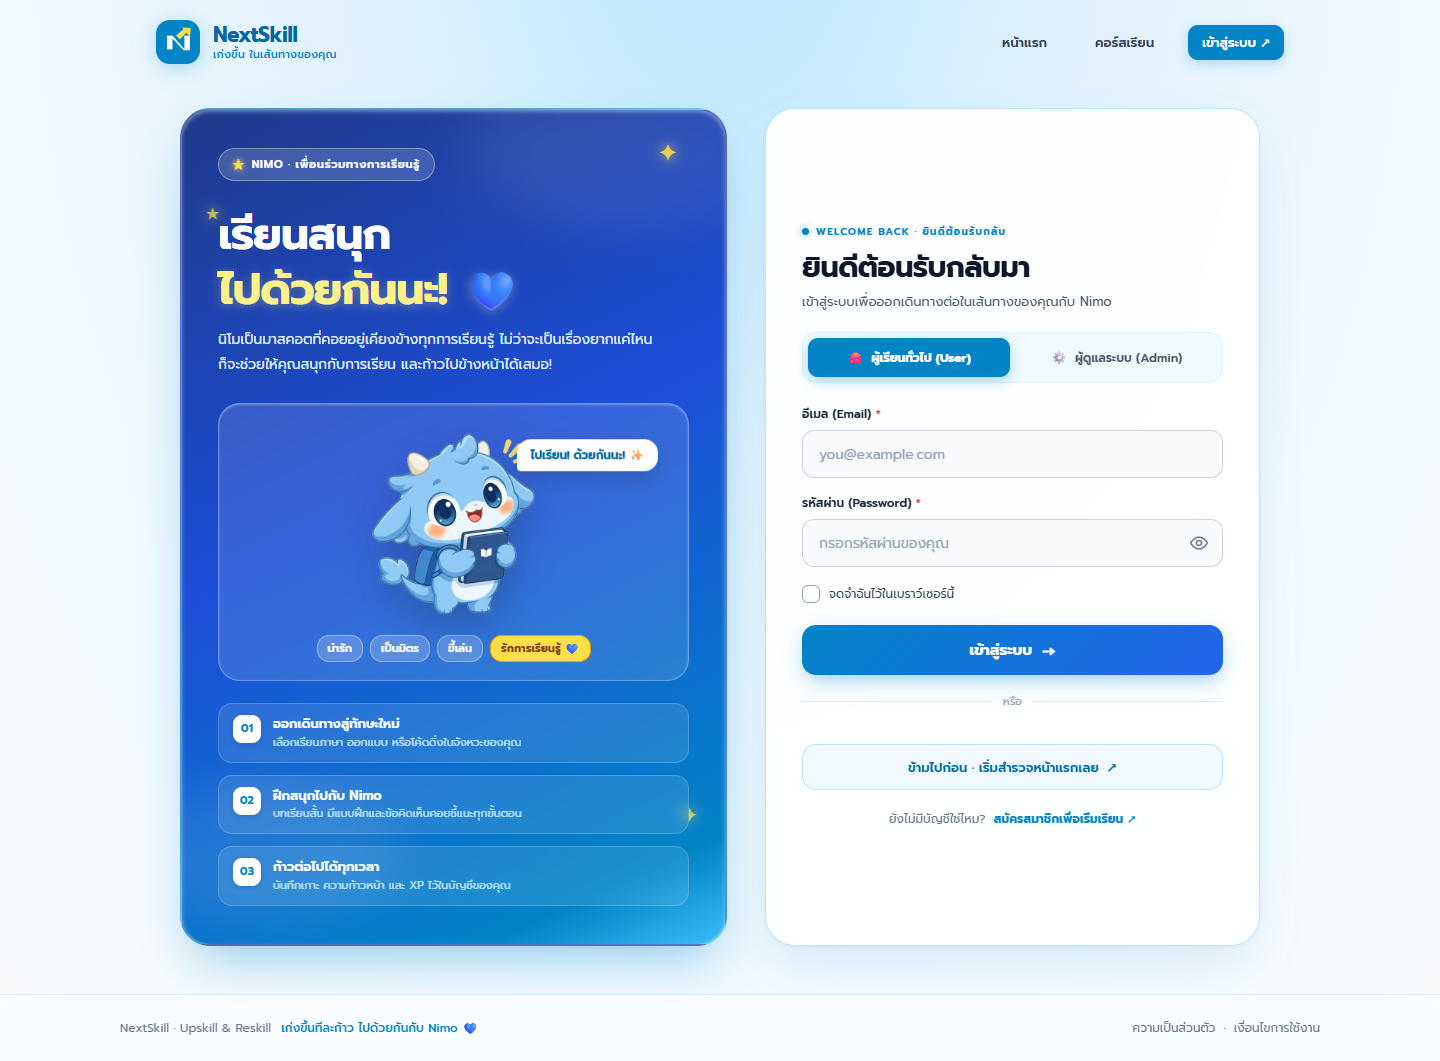 NextSkill
เก่งขึ้น ในเส้นทางของคุณ
หน้าแรก
คอร์สเรียน
เข้าสู่ระบบ ↗
NIMO · เพื่อนร่วมทางการเรียนรู้
เรียนสนุก
ไปด้วยกันนะ! 💙
นิโมเป็นมาสคอตที่คอยอยู่เคียงข้างทุกการเรียนรู้ ไม่ว่าจะเป็นเรื่องยากแค่ไหน
ก็จะช่วยให้คุณสนุกกับการเรียน และก้าวไปข้างหน้าได้เสมอ!
ไปเรียน! ด้วยกันนะ! ✨
น่ารัก
เป็นมิตร
ขี้เล่น
รักการเรียนรู้ 💙
01
ออกเดินทางสู่ทักษะใหม่
เลือกเรียนภาษา ออกแบบ หรือโค้ดดิ้งในจังหวะของคุณ
02
ฝึกสนุกไปกับ Nimo
บทเรียนสั้น มีแบบฝึกและข้อคิดเห็นคอยชี้แนะทุกขั้นตอน
03
ก้าวต่อไปได้ทุกเวลา
บันทึกเกาะ ความก้าวหน้า และ XP ไว้ในบัญชีของคุณ
WELCOME BACK · ยินดีต้อนรับกลับ
ยินดีต้อนรับกลับมา
เข้าสู่ระบบเพื่อออกเดินทางต่อในเส้นทางของคุณกับ Nimo
ผู้เรียนทั่วไป (User)
ผู้ดูแลระบบ (Admin)
อีเมล (Email) *
you@example.com
รหัสผ่าน (Password) *
กรอกรหัสผ่านของคุณ
จดจำฉันไว้ในเบราว์เซอร์นี้
เข้าสู่ระบบ →
หรือ
ข้ามไปก่อน · เริ่มสำรวจหน้าแรกเลย ↗
ยังไม่มีบัญชีใช่ไหม? สมัครสมาชิกเพื่อเริ่มเรียน ↗
NextSkill · Upskill & Reskill เก่งขึ้นทีละก้าว ไปด้วยกันกับ Nimo 💙
ความเป็นส่วนตัว · เงื่อนไขการใช้งาน